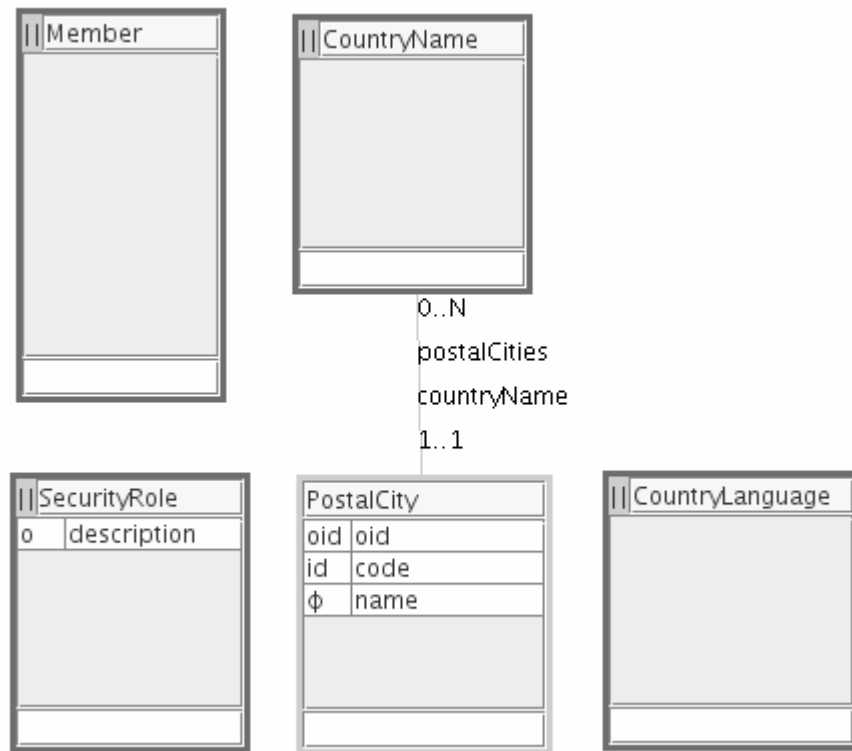 ||Member
||CountryName
0..N
postalCities
countryName
1..1
||SecurityRole
o description
PostalCity
oid oid
id code
ф name
||CountryLanguage